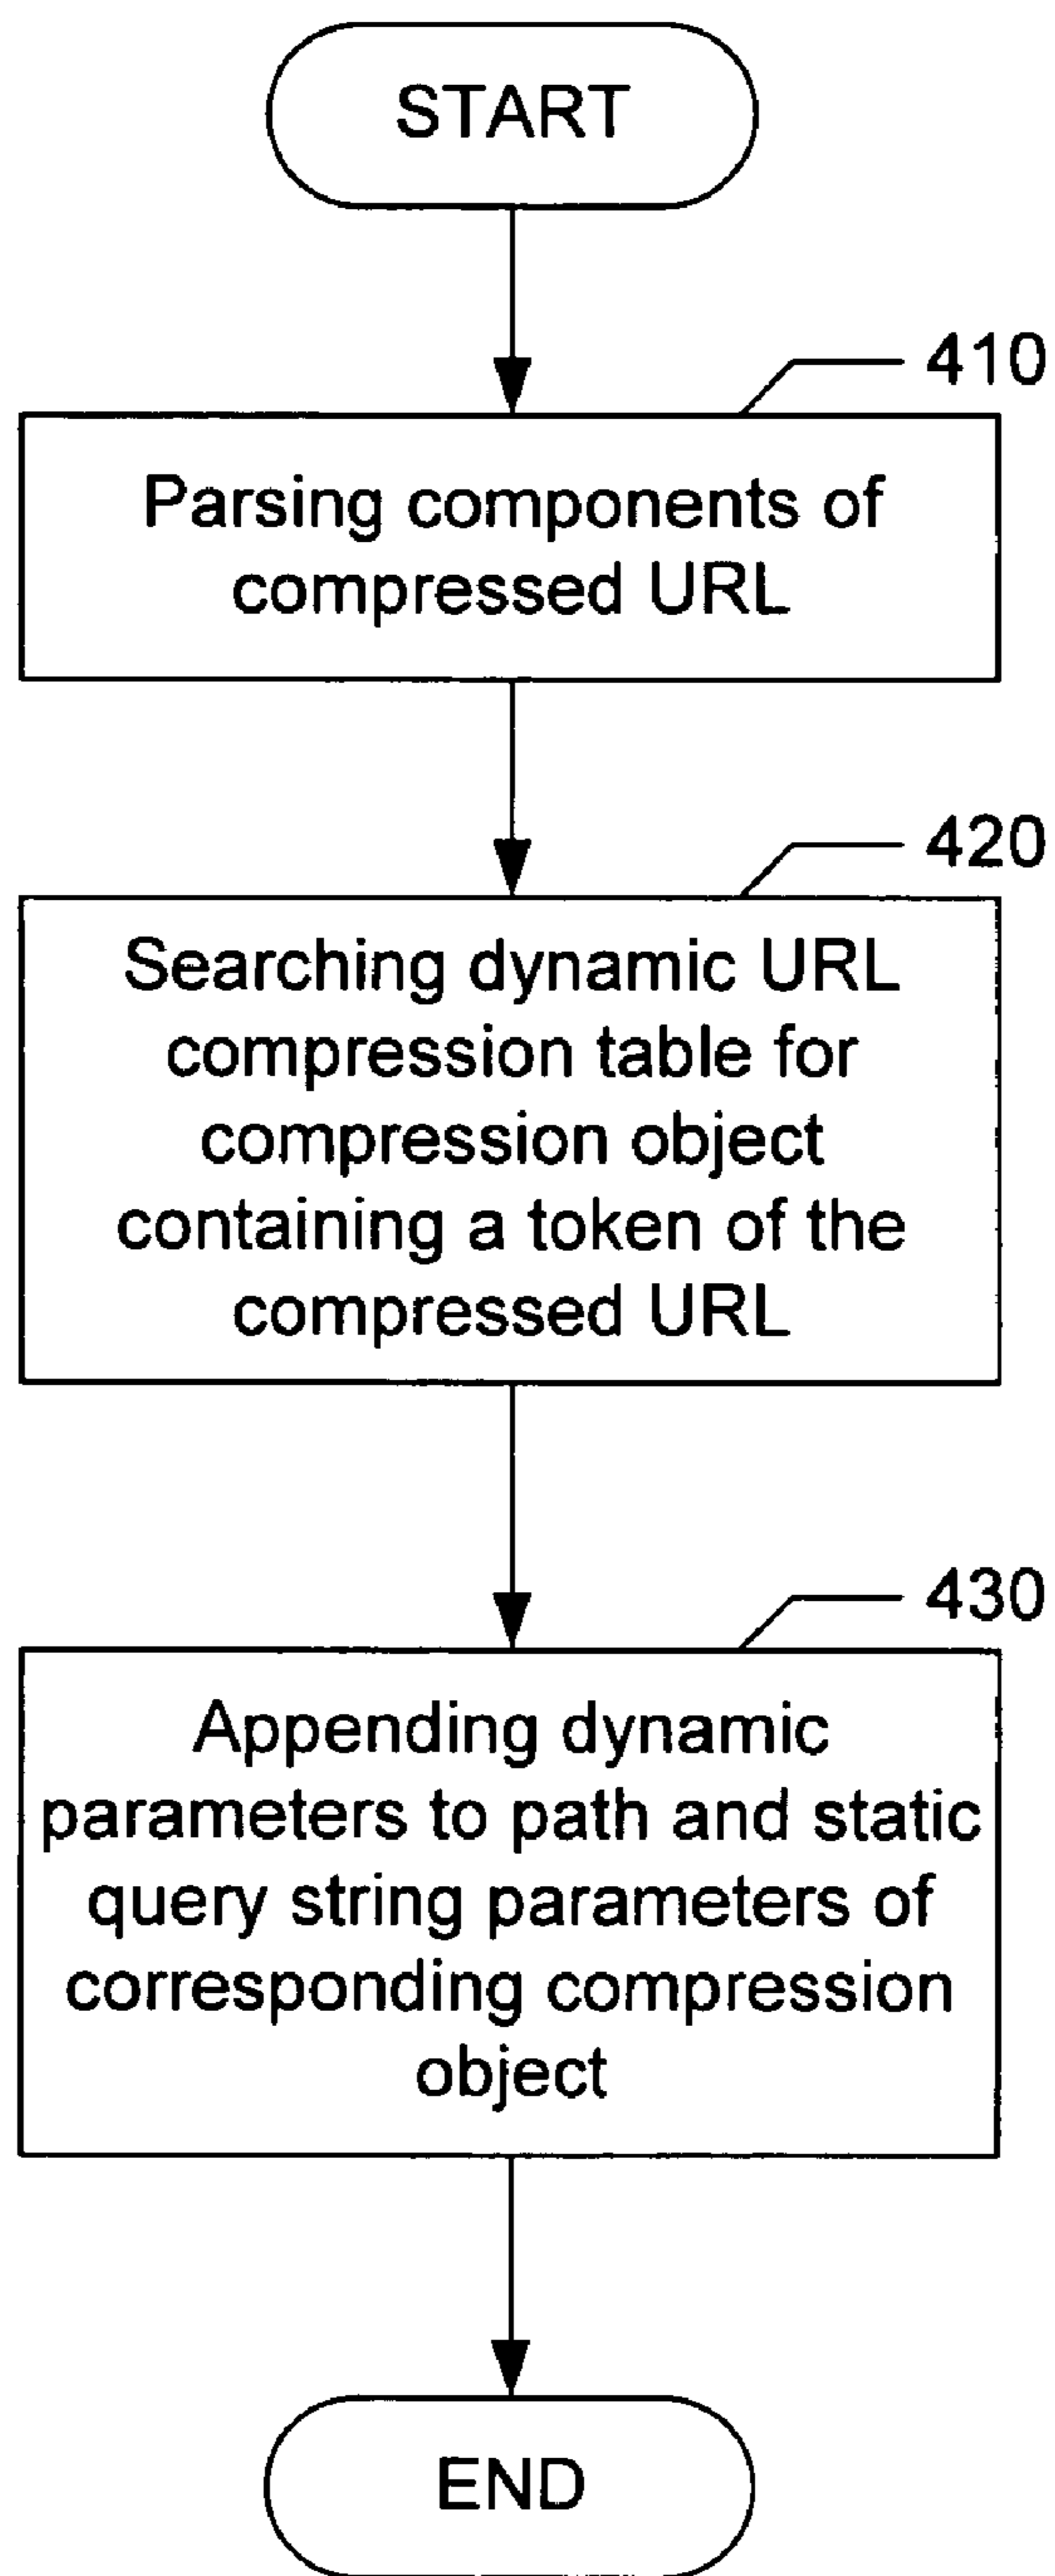 START
410
Parsing components of
compressed URL
420
Searching dynamic URL
compression table for
compression object
containing a token of the
compressed URL
430
Appending dynamic
parameters to path and static
query string parameters of
corresponding compression
object
END